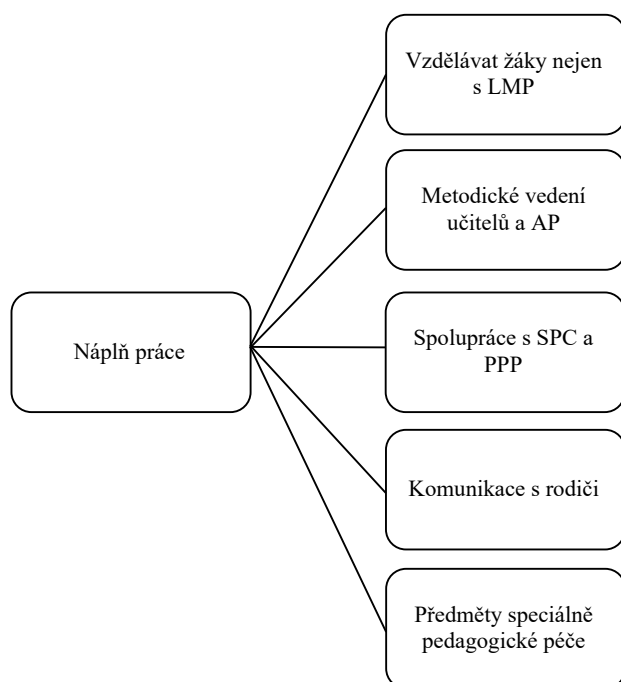 Vzdělávat žáky nejen
s LMP
Metodické vedení
učitelů a AP
Náplň práce
Spolupráce s SPC a
PPP
Komunikace s rodiči
Předměty speciálně
pedagogické péče